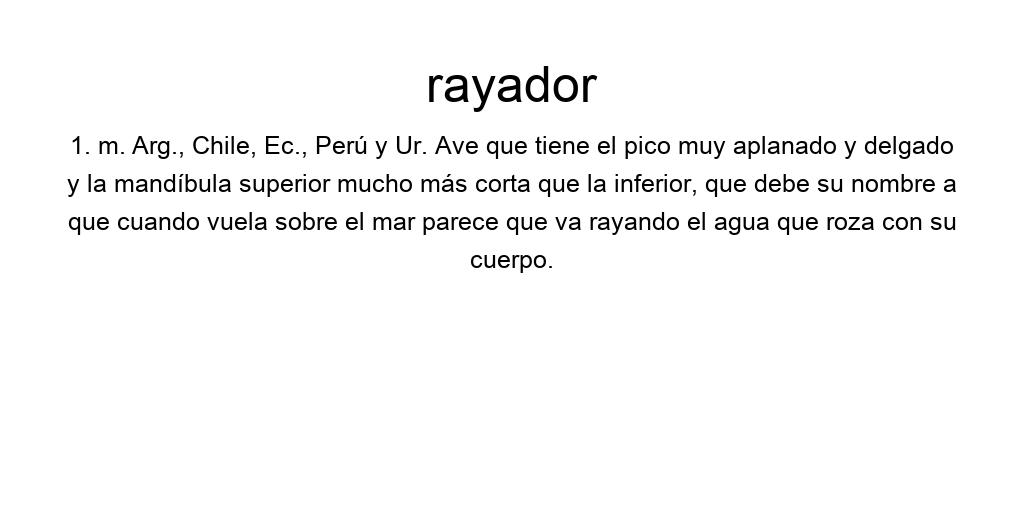 rayador
1. m. Arg., Chile, Ec., Perú y Ur. Ave que tiene el pico muy aplanado y delgado
y la mandíbula superior mucho más corta que la inferior, que debe su nombre a
que cuando vuela sobre el mar parece que va rayando el agua que roza con su
cuerpo.